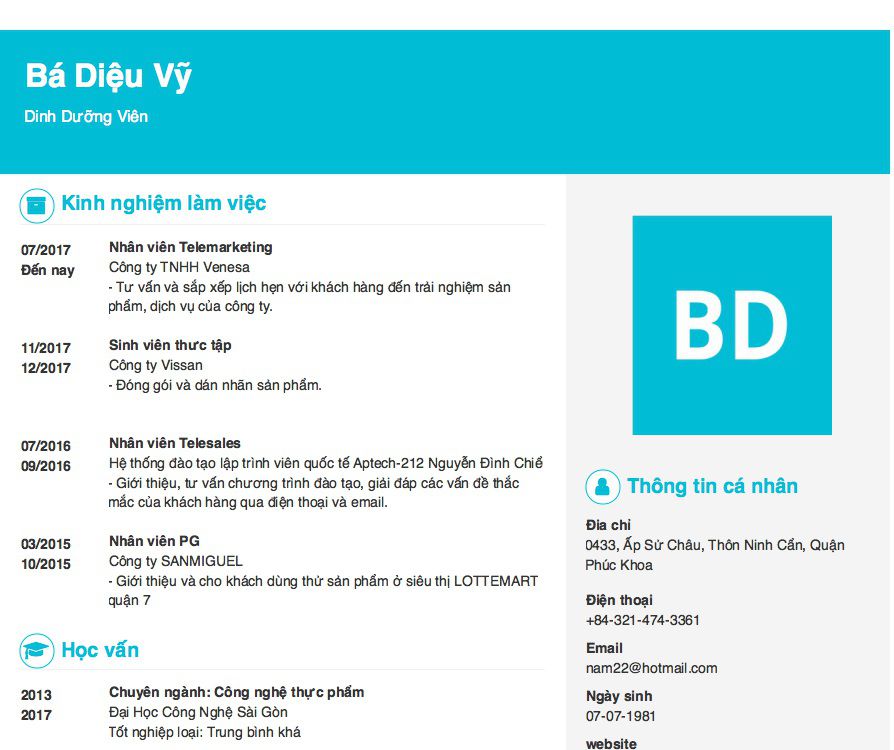 Bá Diệu Vỹ
Dinh Dưỡng Viên
Kinh nghiệm làm việc
07/2017
Đến nay
Nhân viên Telemarketing
Công ty TNHH Venesa
- Tư vấn và sắp xếp lịch hẹn với khách hàng đến trải nghiệm sản
phẩm, dịch vụ của công ty.
11/2017
12/2017
Sinh viên thực tập
Công ty Vissan
- Đóng gói và dán nhãn sản phẩm.
07/2016
09/2016
Nhân viên Telesales
Hệ thống đào tạo lập trình viên quốc tế Aptech-212 Nguyễn Đình Chiể
- Giới thiệu, tư vấn chương trình đào tạo, giải đáp các vấn đề thắc
mắc của khách hàng qua điện thoại và email.
03/2015
10/2015
Nhân viên PG
Công ty SANMIGUEL
- Giới thiệu và cho khách dùng thử sản phẩm ở siêu thị LOTTEMART
quận 7
Học vấn
2013
2017
Chuyên ngành: Công nghệ thực phẩm
Đại Học Công Nghệ Sài Gòn
Tốt nghiệp loại: Trung bình khá
BD
Thông tin cá nhân
Địa chỉ
0433, Ấp Sử Châu, Thôn Ninh Cẩn, Quận
Phúc Khoa
Điện thoại
+84-321-474-3361
Email
nam22@hotmail.com
Ngày sinh
07-07-1981
website